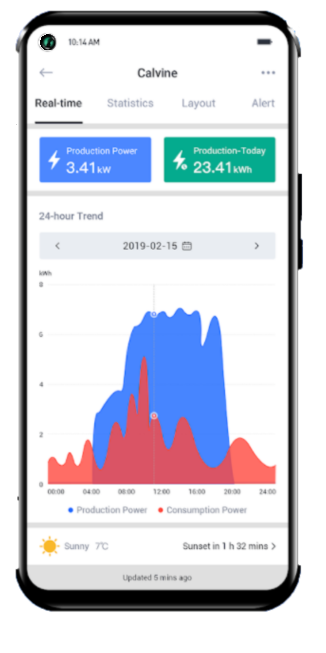 10:14 AM
Calvine
Real-time Statistics Layout Alert
Production Power
3.41kW
Production-Today
23.41kWh
24-hour Trend
2019-02-15
kWh
8
6
4
2
0
00:08 04:00 08:00 12:00 16:00 20:00 24:00
Production Power Consumption Power
Sunny 7℃ Sunset in 1 h 32 mins
Updated 5 mins ago